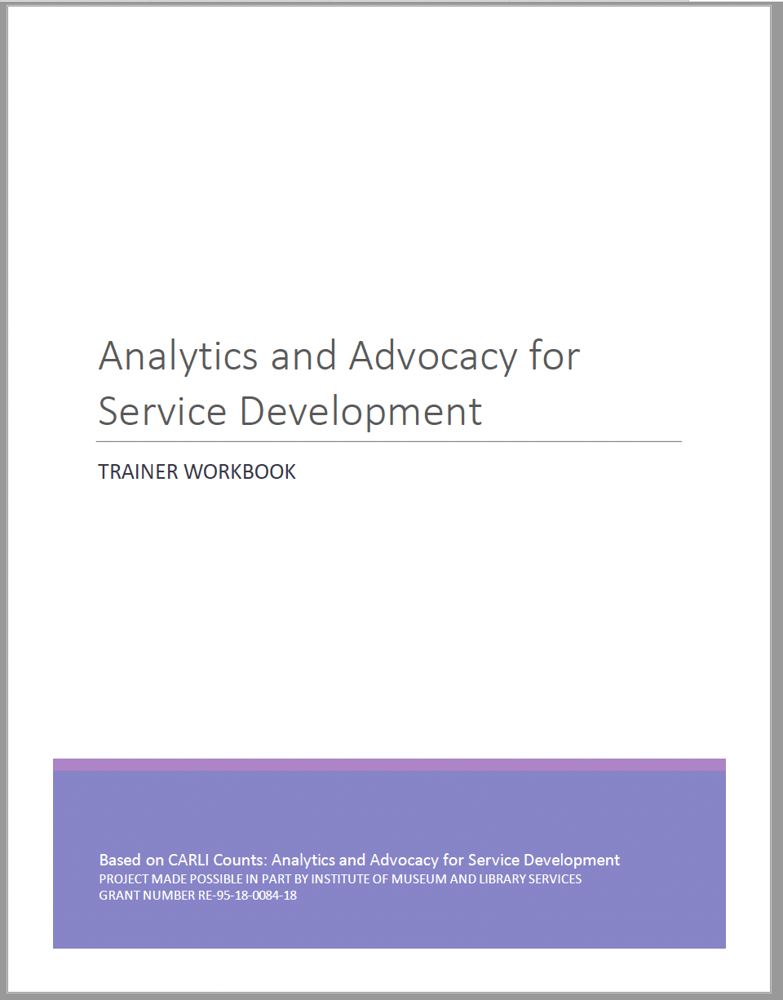 Analytics and Advocacy for
Service Development
TRAINER WORKBOOK
Based on CARLI Counts: Analytics and Advocacy for Service Development
PROJECT MADE POSSIBLE IN PART BY INSTITUTE OF MUSEUM AND LIBRARY SERVICES
GRANT NUMBER RE-95-18-0084-18